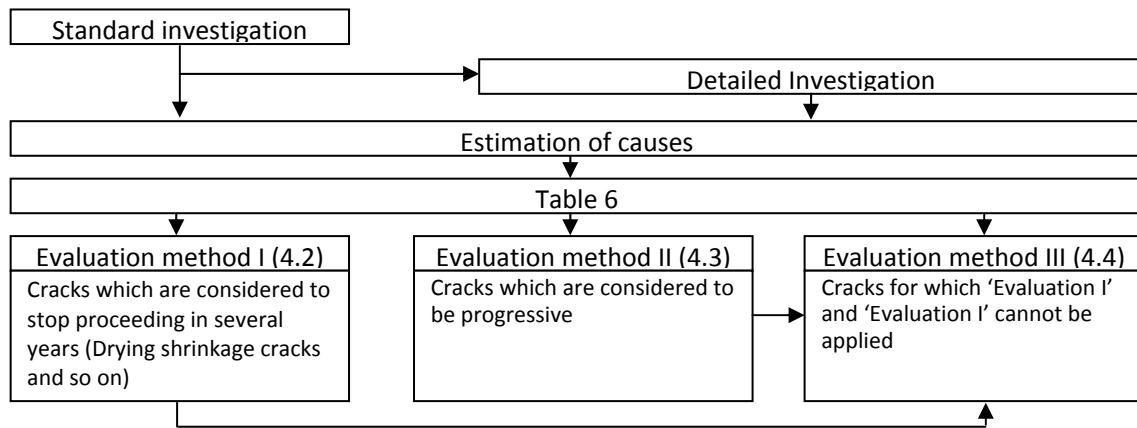 Standard investigation
Detailed Investigation
Estimation of causes
Table 6
Evaluation method I (4.2)
Cracks which are considered to
stop proceeding in several
years (Drying shrinkage cracks
and so on)
Evaluation method II (4.3)
Cracks which are considered to
be progressive
Evaluation method III (4.4)
Cracks for which ‘Evaluation I’
and ‘Evaluation I’ cannot be
applied